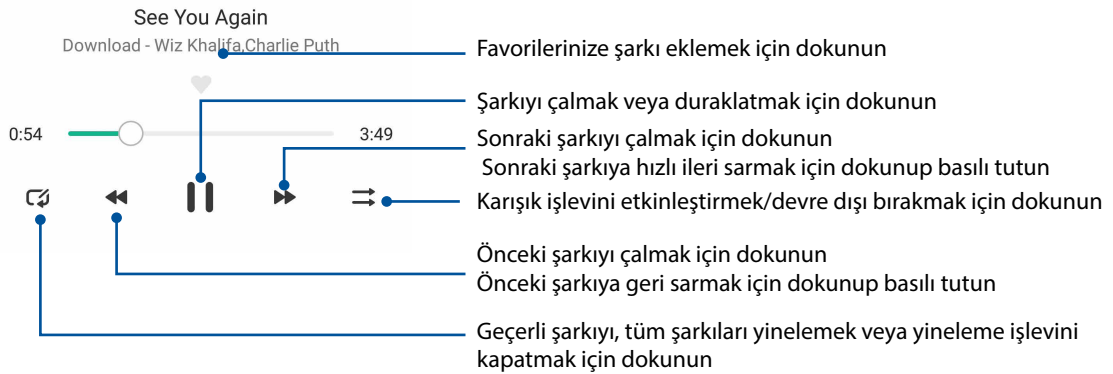 See You Again
Download - Wiz Khalifa,Charlie Puth
0:54
3:49
Favorilerinize şarkı eklemek için dokunun
Şarkıyı çalmak veya duraklatmak için dokunun
Sonraki şarkıyı çalmak için dokunun
Sonraki şarkıya hızlı ileri sarmak için dokunup basılı tutun
Karışık işlevini etkinleştirmek/devre dışı bırakmak için dokunun
Önceki şarkıyı çalmak için dokunun
Önceki şarkıya geri sarmak için dokunup basılı tutun
Geçerli şarkıyı, tüm şarkıları yinelemek veya yineleme işlevini
kapatmak için dokunun